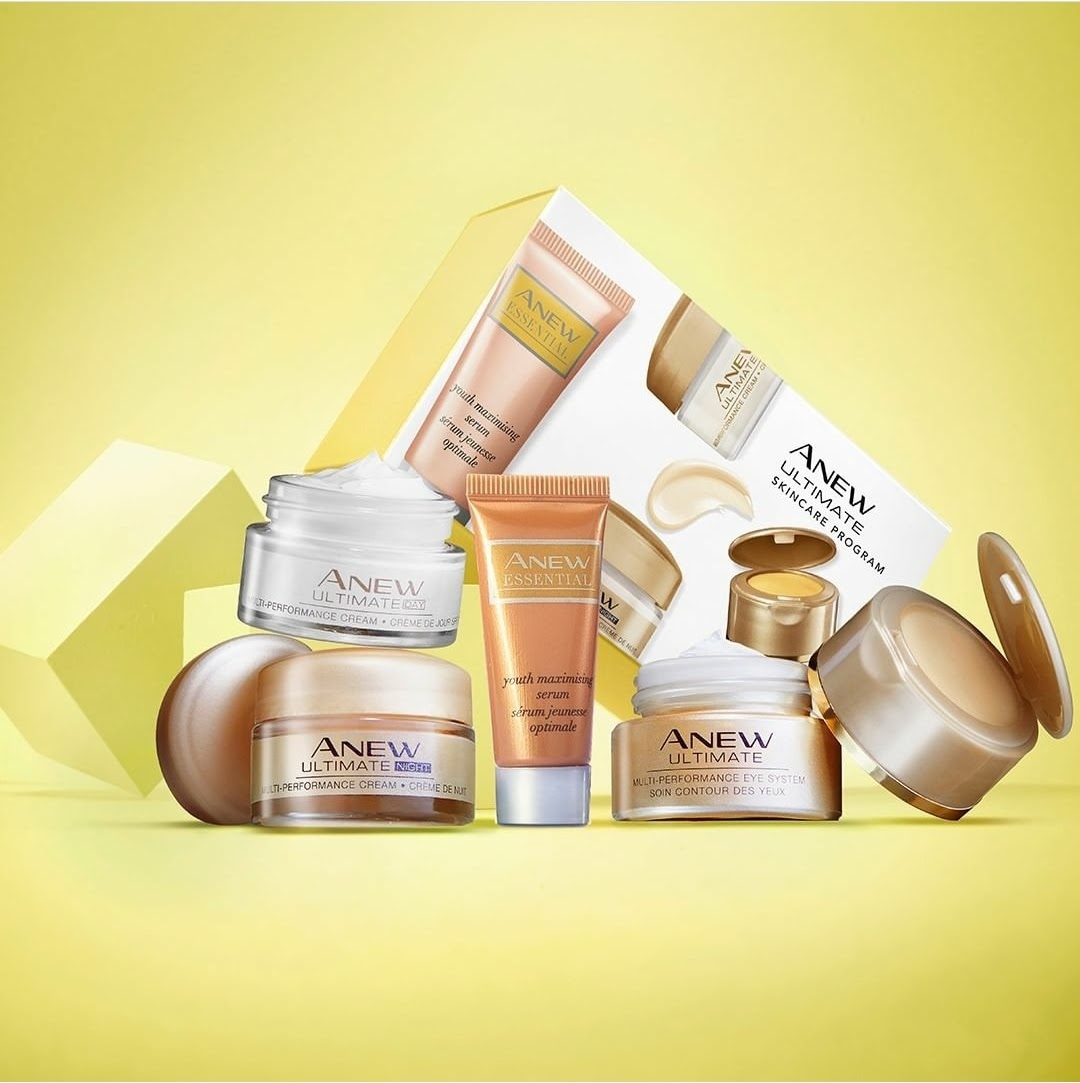 ANEW
ESSENTIAL
youth maximising
serum
sérum jeunesse
optimale
ANEW
ULTIMATE
ANEW
ULTIMATE
SKINCARE PROGRAM
ANEW
ULTIMATE DAY
PERFORMANCE CREAM • CRÈME DE JOUR
ANEW
ESSENTIAL
youth maximising
serum
sérum jeunesse
optimale
ANEW
ULTIMATE NIGHT
MULTI-PERFORMANCE CREAM • CRÈME DE NUIT
ANEW
ULTIMATE
MULTI-PERFORMANCE EYE SYSTEM
SOIN CONTOUR DES YEUX